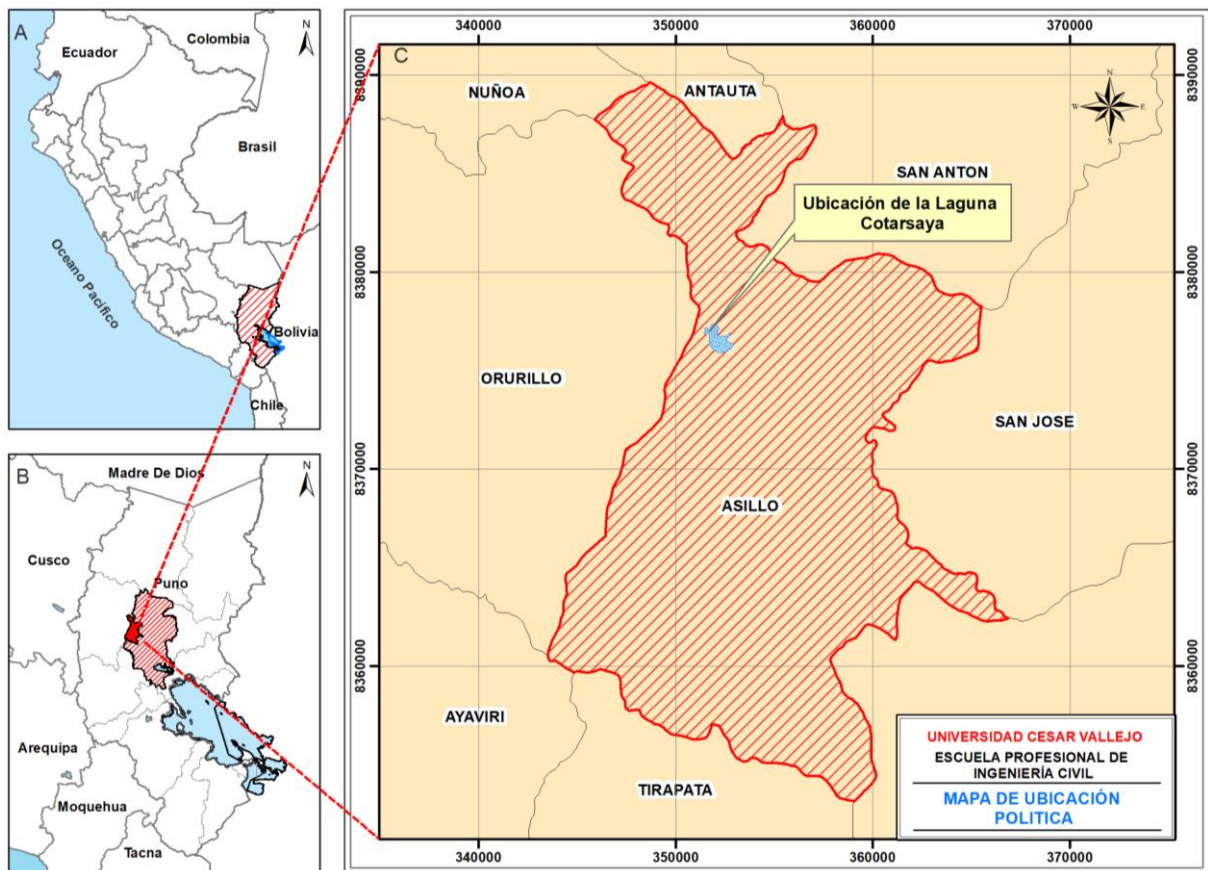 A
N
Ecuador
Colombia
Brasil
Oceano Pacífico
Bolivia
Chile
B
N
Madre De Dios
Cusco
Puno
Arequipa
Moquehua
Tacna
340000
350000
360000
370000
C
8390000
8390000
NUÑOA
ANTAUTA
N
W
E
S
SAN ANTON
Ubicación de la Laguna
Cotarsaya
8380000
8380000
ORURILLO
SAN JOSE
8370000
8370000
ASILLO
8360000
8360000
AYAVIRI
TIRAPATA
UNIVERSIDAD CESAR VALLEJO
ESCUELA PROFESIONAL DE
INGENIERÍA CIVIL
MAPA DE UBICACIÓN
POLITICA
340000
350000
360000
370000